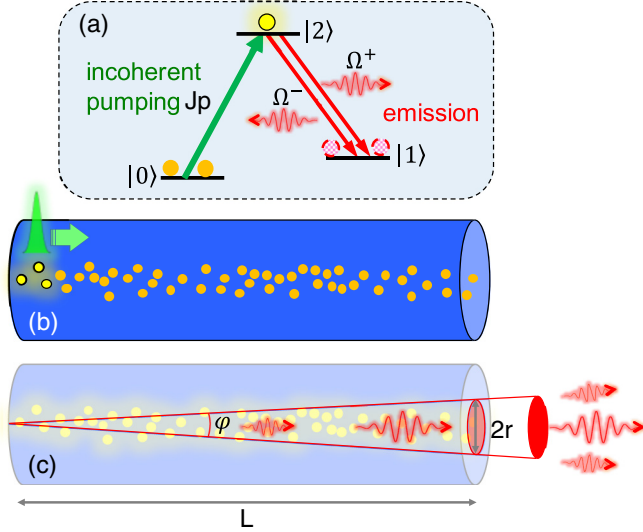 (a)
|2⟩
incoherent
pumping Jp
Ω⁺
Ω⁻
emission
|0⟩
|1⟩
(b)
φ
2r
(c)
L